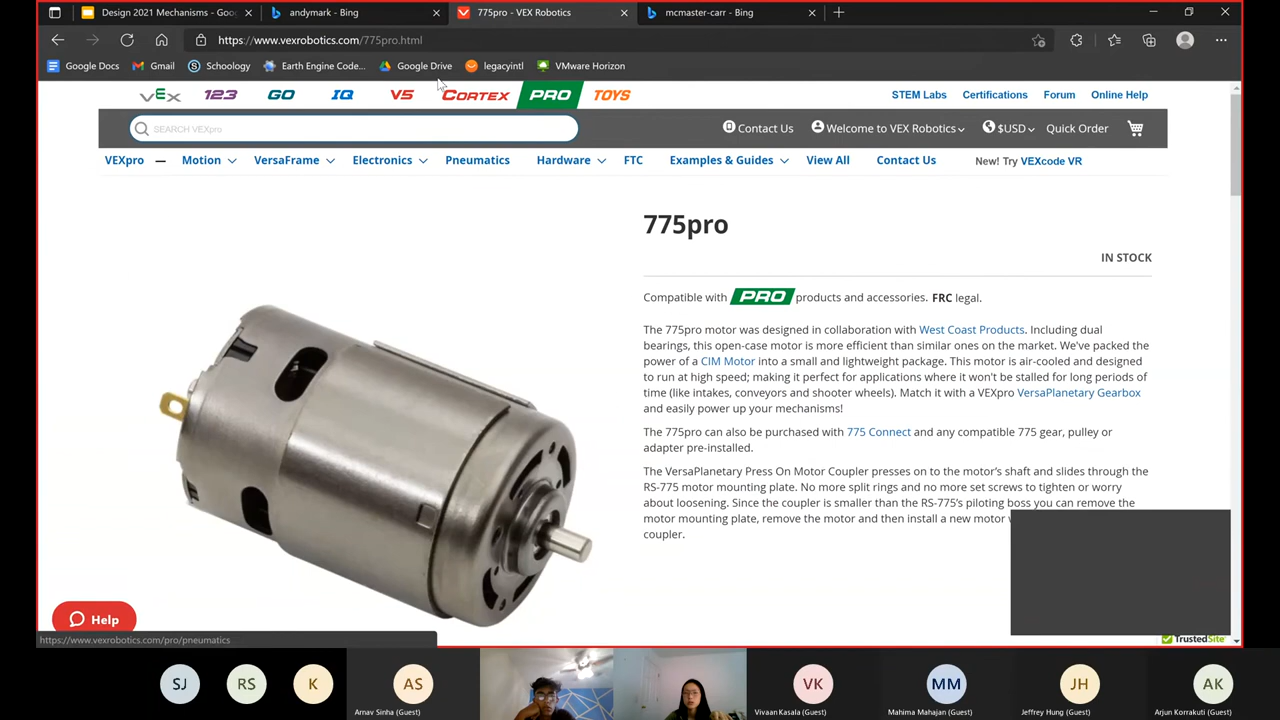 Design 2021 Mechanisms - Goo
andymark - Bing
775pro - VEX Robotics
mcmaster-carr - Bing
https://www.vexrobotics.com/775pro.html
Google Docs
Gmail
Schoology
Earth Engine Code...
Google Drive
legacyintl
VMware Horizon
VEX
123
GO
IQ
V5
CORTEX
PRO
TOYS
STEM Labs
Certifications
Forum
Online Help
SEARCH VEXpro
Contact Us
Welcome to VEX Robotics
$USD
Quick Order
VEXpro
Motion
VersaFrame
Electronics
Pneumatics
Hardware
FTC
Examples & Guides
View All
Contact Us
New! Try VEXcode VR
775pro
IN STOCK
Compatible with PRO products and accessories. FRC legal.
The 775pro motor was designed in collaboration with West Coast Products. Including dual
bearings, this open-case motor is more efficient than similar ones on the market. We've packed the
power of a CIM Motor into a small and lightweight package. This motor is air-cooled and designed
to run at high speed; making it perfect for applications where it won't be stalled for long periods of
time (like intakes, conveyors and shooter wheels). Match it with a VEXpro VersaPlanetary Gearbox
and easily power up your mechanisms!
The 775pro can also be purchased with 775 Connect and any compatible 775 gear, pulley or
adapter pre-installed.
The VersaPlanetary Press On Motor Coupler presses on to the motor's shaft and slides through the
RS-775 motor mounting plate. No more split rings and no more set screws to tighten or worry
about loosening. Since the coupler is smaller than the RS-775's piloting boss you can remove the
motor mounting plate, remove the motor and then install a new motor
coupler.
Help
https://www.vexrobotics.com/pro/pneumatics
TrustedSite
SJ
RS
K
AS
VK
MM
JH
AK
Arnav Sinha (Guest)
Vivaan Kasala (Guest)
Mahima Mahajan (Guest)
Jeffrey Hung (Guest)
Arjun Korrakuti (Guest)